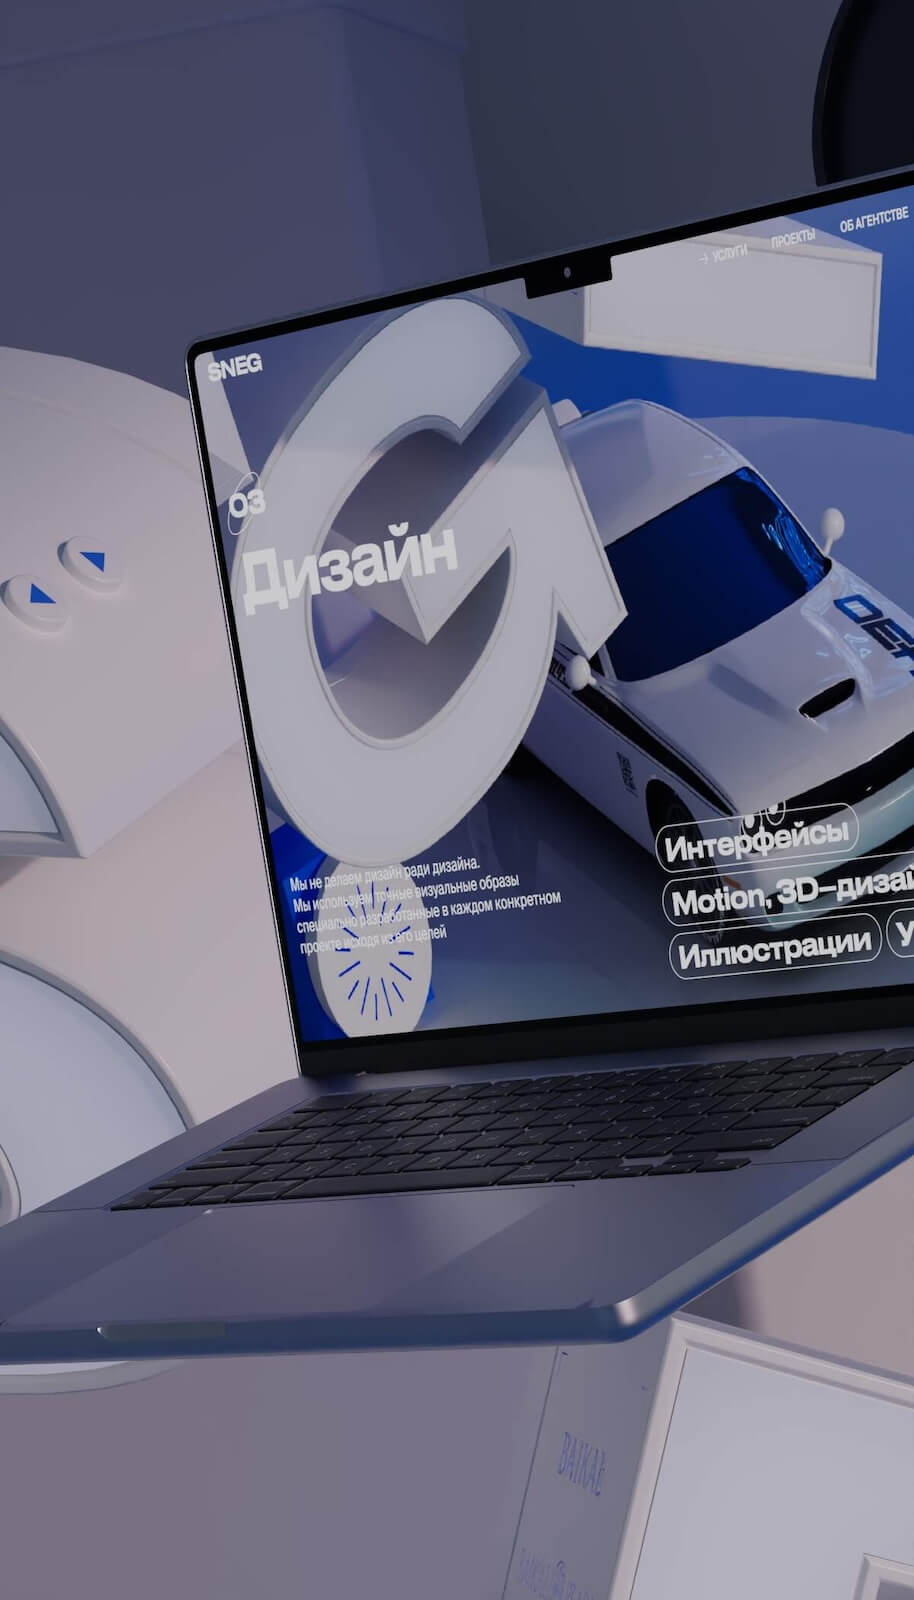 → УСЛУГИ ПРОЕКТЫ ОБ АГЕНТСТВЕ
SNEG
03
Дизайн
Мы не делаем дизайн ради дизайна.
Мы используем точные визуальные образы
специально разработанные в каждом конкретном
проекте исходя из его целей
Интерфейсы
Motion, 3D—дизай
Иллюстрации
BAIKAL